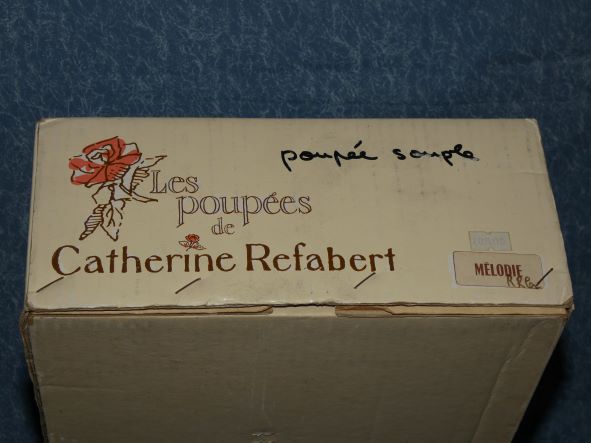 poupée souple
Les
poupées
de
Catherine Refabert
MÉLODIE